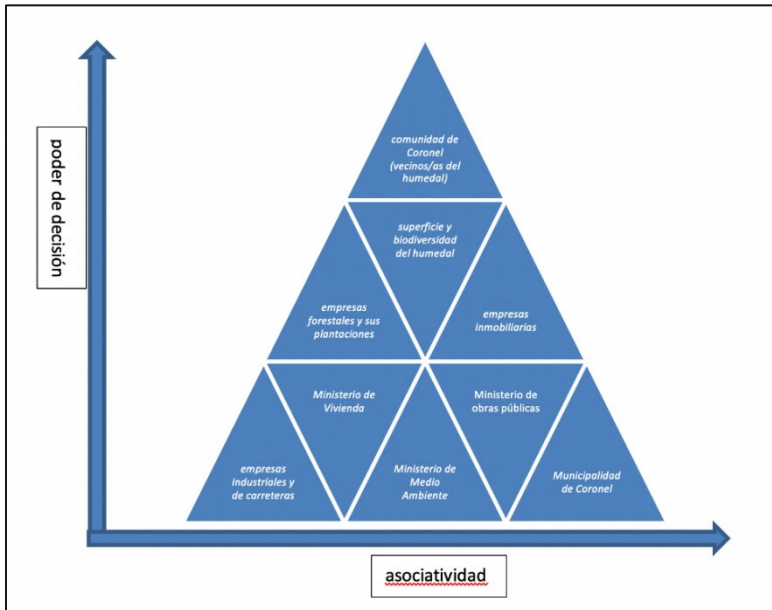 poder de decisión
comunidad de
Coronel
(vecinos/as del
humedal)
superficie y
biodiversidad
del humedal
empresas
forestales y sus
plantaciones
empresas
inmobiliarias
Ministerio de
Vivienda
Ministerio de
obras públicas
empresas
industriales y
de carreteras
Ministerio de
Medio
Ambiente
Municipalidad
de Coronel
asociatividad